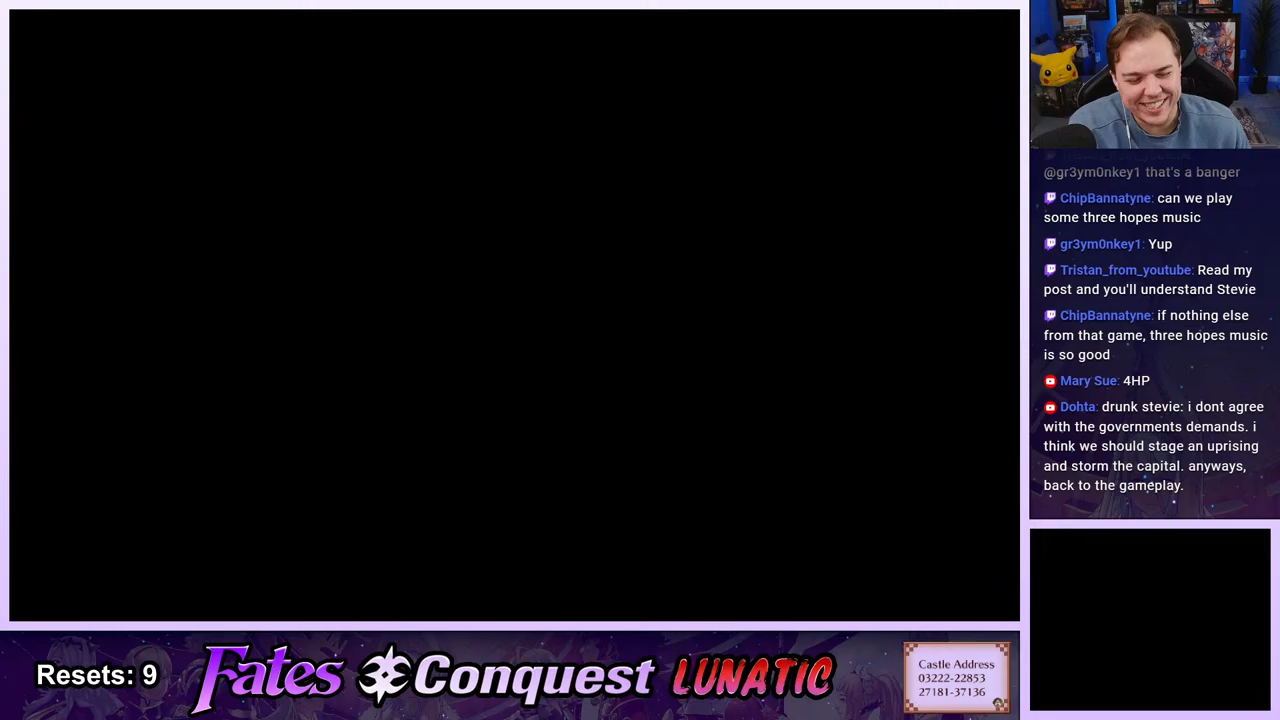 @gr3ym0nkey1 that's a banger
ChipBannatyne: can we play
some three hopes music
gr3ym0nkey1: Yup
Tristan_from_youtube: Read my
post and you'll understand Stevie
ChipBannatyne: if nothing else
from that game, three hopes music
is so good
Mary Sue: 4HP
Dohta: drunk stevie: i dont agree
with the governments demands. i
think we should stage an uprising
and storm the capital. anyways,
back to the gameplay.
Resets: 9
Fates Conquest LUNATIC
Castle Address
03222-22853
27181-37136